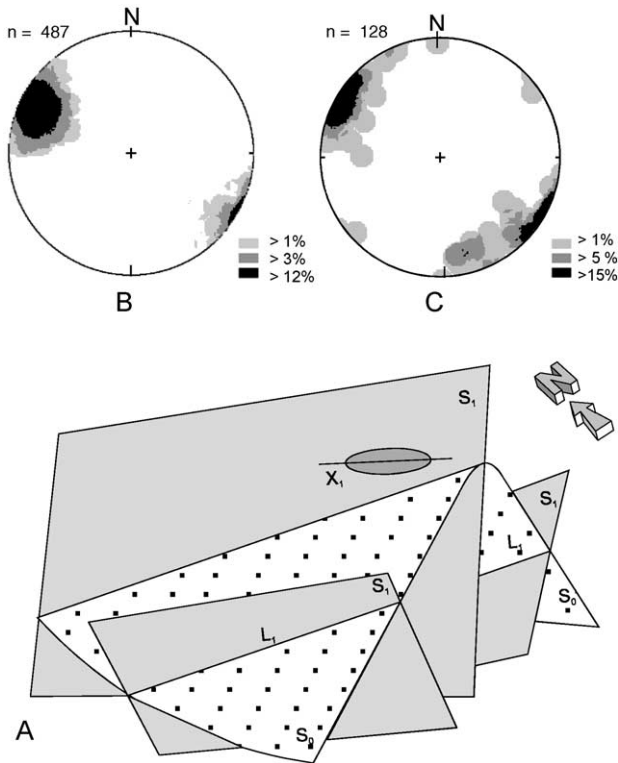 N
n = 487
> 1%
> 3%
> 12%
B
N
n = 128
> 1%
> 5 %
>15%
C
N
S1
X1
S1
L1
S1
L1
S0
S0
A